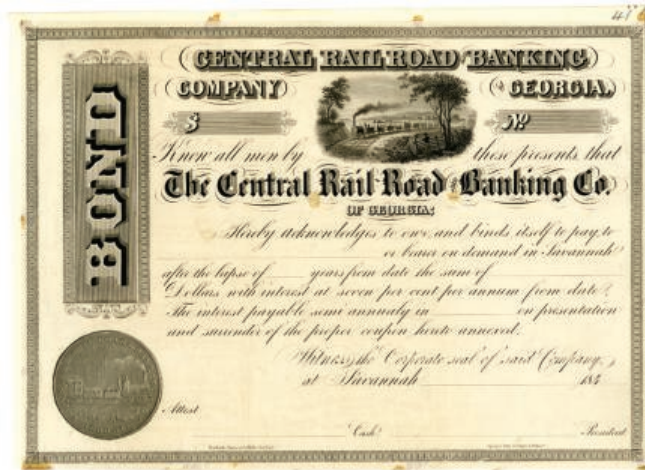 41
BOND
CENTRAL RAIL ROAD & BANKING
COMPANY OF GEORGIA.
$ No
Know all men by these presents that
The Central Rail Road & Banking Co.
OF GEORGIA:
Hereby acknowledges to owe, and binds itself to pay, to
or bearer on demand in Savannah
after the lapse of years from date the sum of
Dollars with interest at seven per cent per annum from date,
The interest payable semi annualy in on presentation
and surrender of the proper coupon hereto annexed.
Witness the Corporate seal of said Company,
at Savannah 185
Attest
Cash President